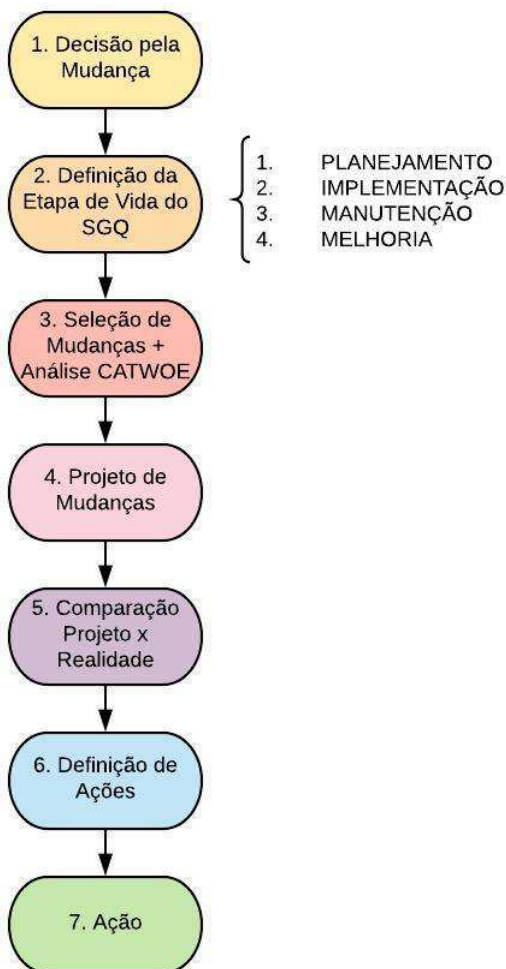 1. Decisão pela
Mudança
2. Definição da
Etapa de Vida do
SGQ
1. PLANEJAMENTO
2. IMPLEMENTAÇÃO
3. MANUTENÇÃO
4. MELHORIA
3. Seleção de
Mudanças +
Análise CATWOE
4. Projeto de
Mudanças
5. Comparação
Projeto x
Realidade
6. Definição de
Ações
7. Ação